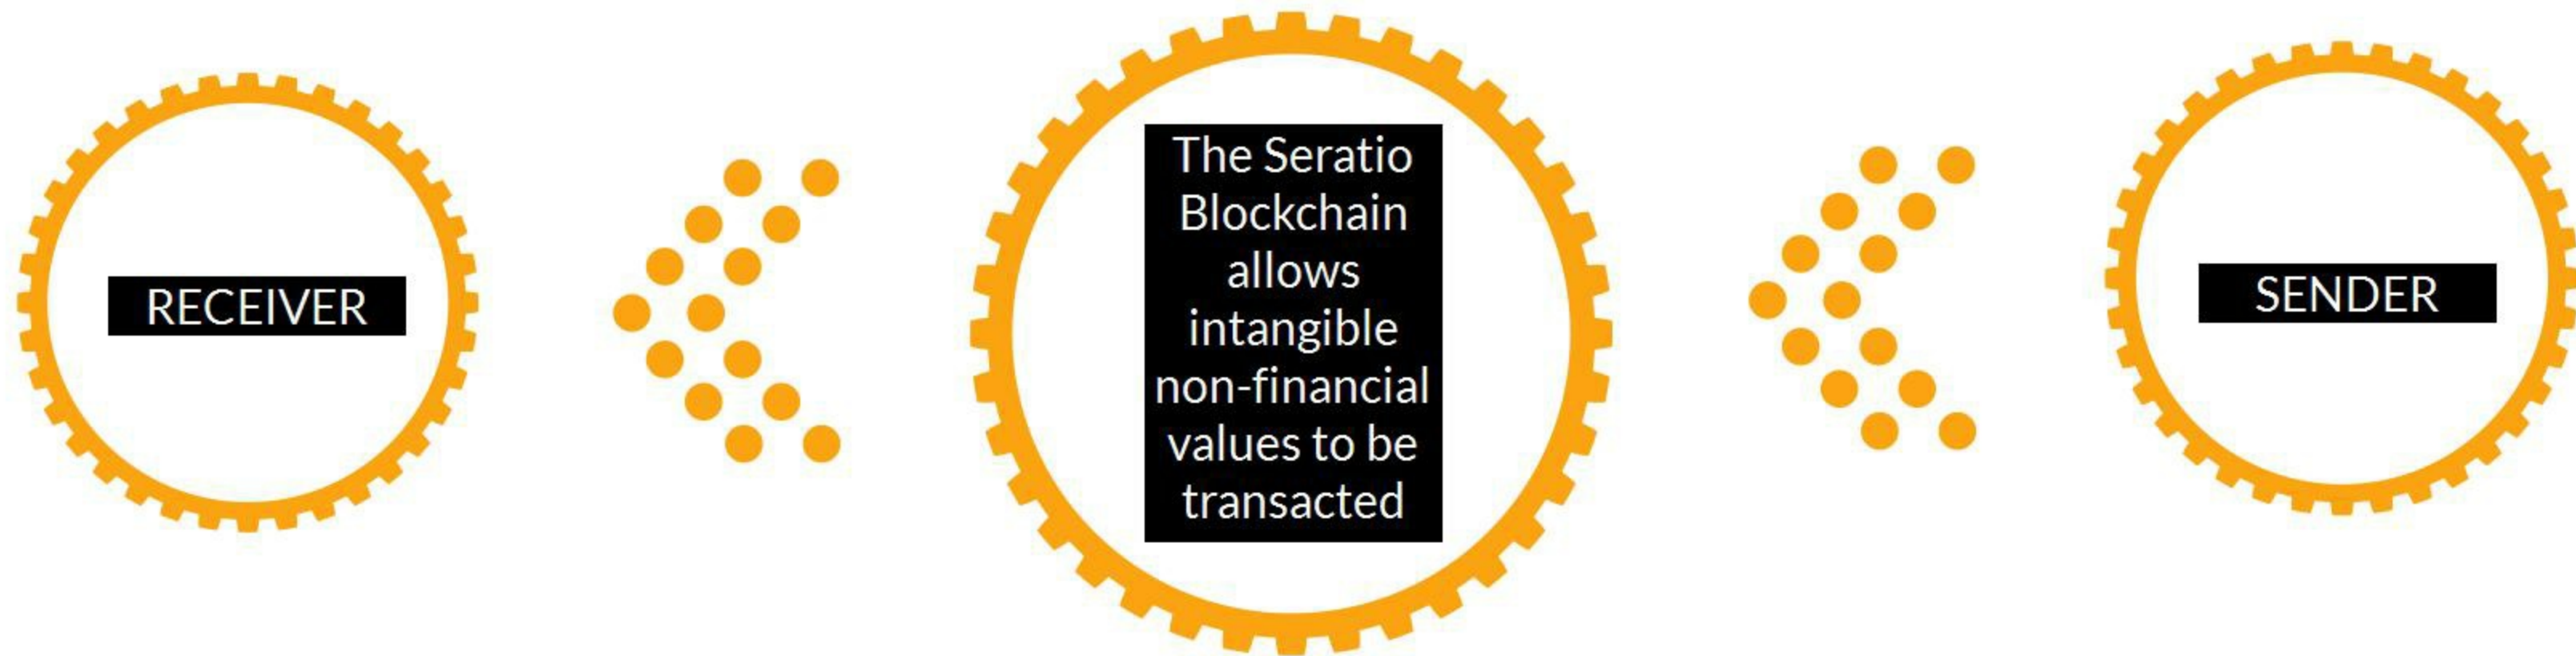 RECEIVER
The Seratio
Blockchain
allows
intangible
non-financial
values to be
transacted
SENDER